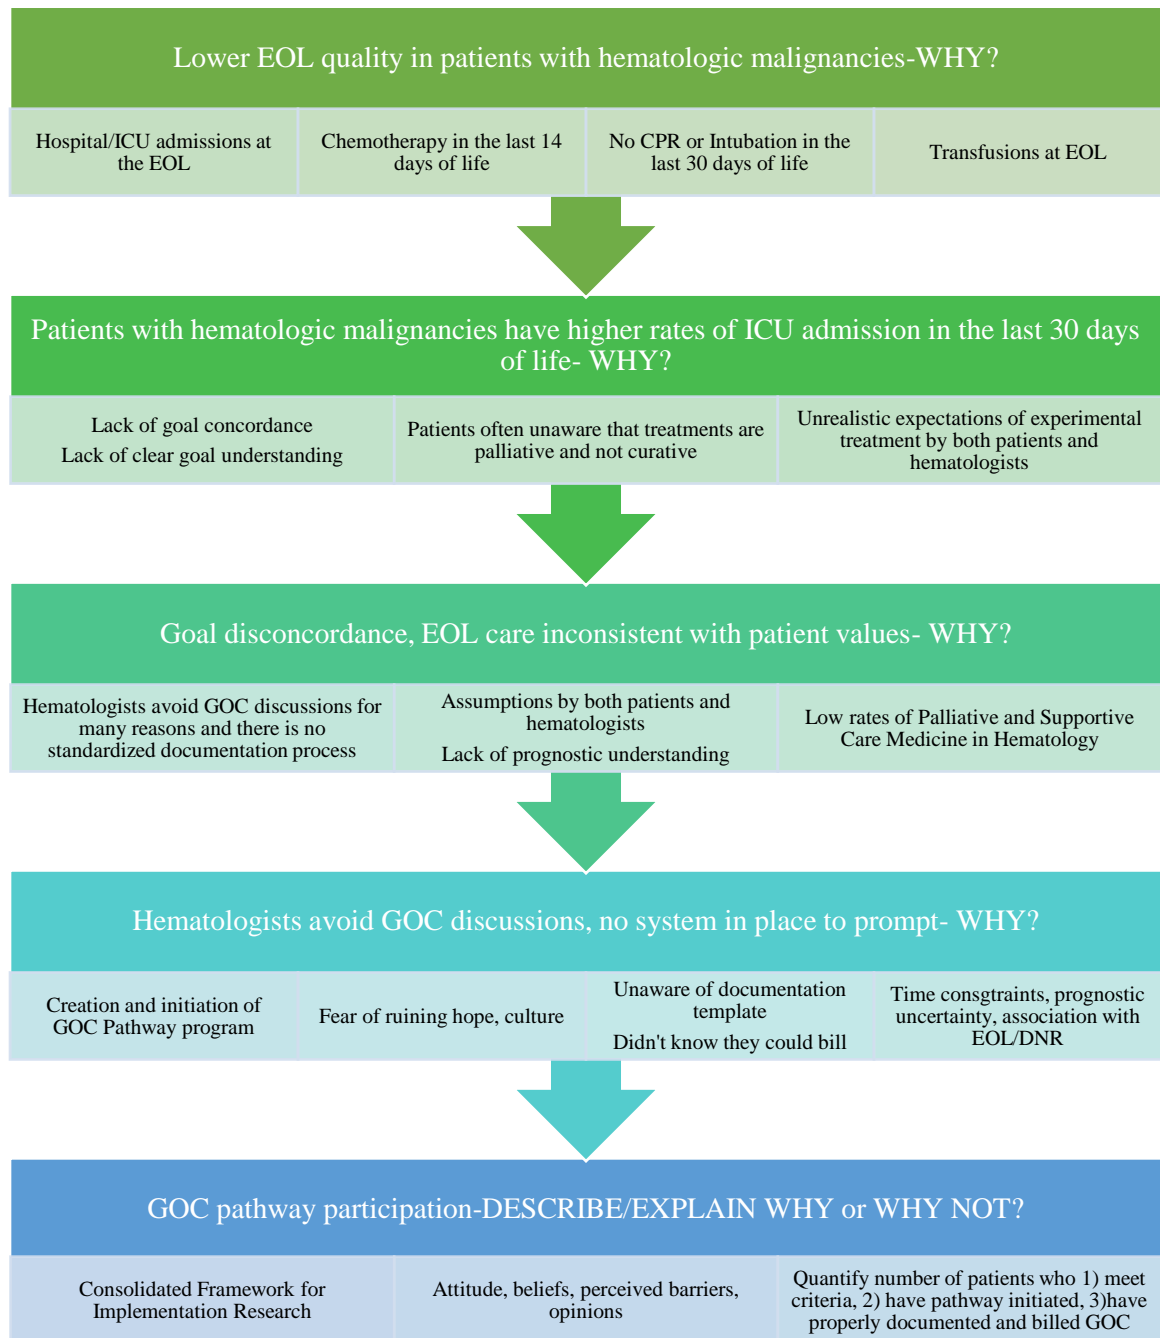 Lower EOL quality in patients with hematologic malignancies-WHY?
Hospital/ICU admissions at
the EOL
Chemotherapy in the last 14
days of life
No CPR or Intubation in the
last 30 days of life
Transfusions at EOL
Patients with hematologic malignancies have higher rates of ICU admission in the last 30 days
of life- WHY?
Lack of goal concordance
Lack of clear goal understanding
Patients often unaware that treatments are
palliative and not curative
Unrealistic expectations of experimental
treatment by both patients and
hematologists
Goal disconcordance, EOL care inconsistent with patient values- WHY?
Hematologists avoid GOC discussions for
many reasons and there is no
standardized documentation process
Assumptions by both patients and
hematologists
Lack of prognostic understanding
Low rates of Palliative and Supportive
Care Medicine in Hematology
Hematologists avoid GOC discussions, no system in place to prompt- WHY?
Creation and initiation of
GOC Pathway program
Fear of ruining hope, culture
Unaware of documentation
template
Didn't know they could bill
Time consgtraints, prognostic
uncertainty, association with
EOL/DNR
GOC pathway participation-DESCRIBE/EXPLAIN WHY or WHY NOT?
Consolidated Framework for
Implementation Research
Attitude, beliefs, perceived barriers,
opinions
Quantify number of patients who 1) meet
criteria, 2) have pathway initiated, 3)have
properly documented and billed GOC